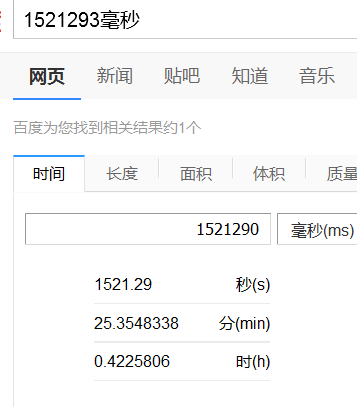 1521293毫秒
网页 新闻 贴吧 知道 音乐
百度为您找到相关结果约1个
时间 长度 面积 体积 质量
1521290 毫秒(ms)
1521.29 秒(s)
25.3548338 分(min)
0.4225806 时(h)